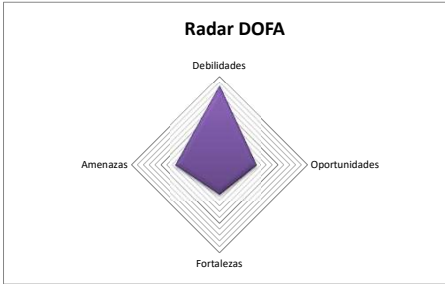 Radar DOFA
Debilidades
Amenazas
Oportunidades
Fortalezas